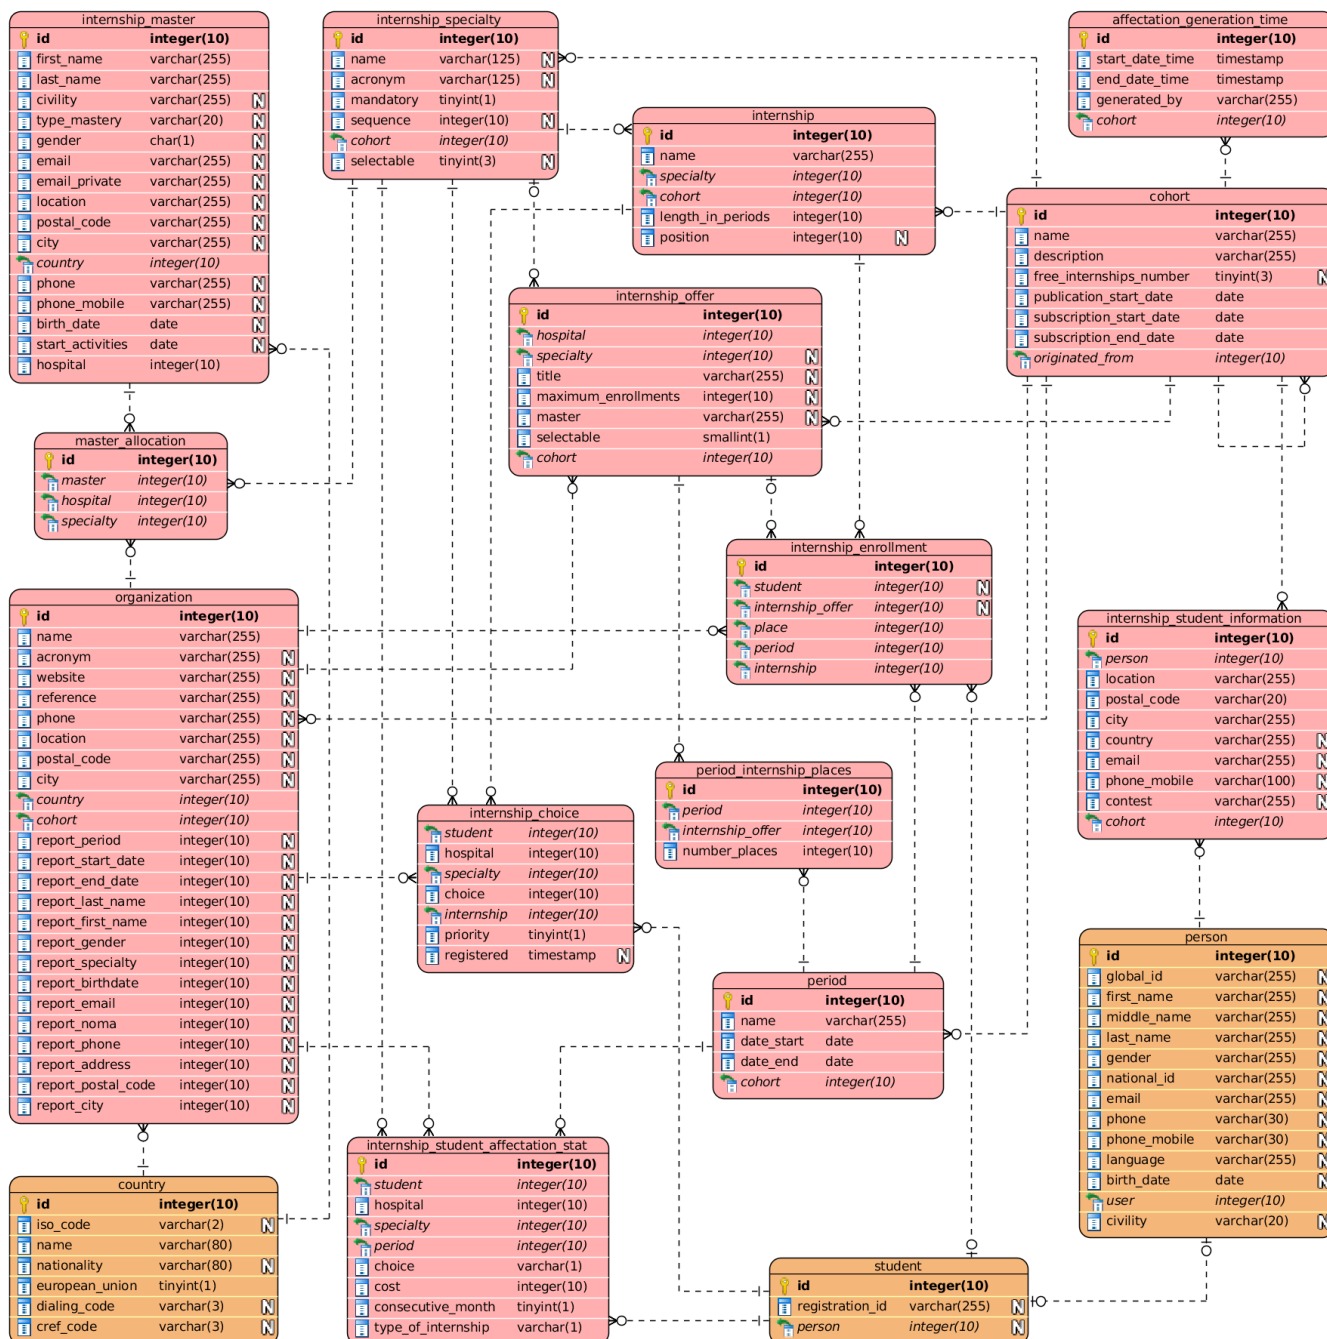 internship_master
id integer(10)
first_name varchar(255)
last_name varchar(255)
civility varchar(255) N
type_mastery varchar(20) N
gender char(1) N
email varchar(255) N
email_private varchar(255) N
location varchar(255) N
postal_code varchar(255) N
city varchar(255) N
country integer(10)
phone varchar(255) N
phone_mobile varchar(255) N
birth_date date N
start_activities date N
hospital integer(10)
internship_specialty
id integer(10)
name varchar(125) N
acronym varchar(125) N
mandatory tinyint(1)
sequence integer(10) N
cohort integer(10)
selectable tinyint(3) N
internship
id integer(10)
name varchar(255)
specialty integer(10)
cohort integer(10)
length_in_periods integer(10)
position integer(10) N
affectation_generation_time
id integer(10)
start_date_time timestamp
end_date_time timestamp
generated_by varchar(255)
cohort integer(10)
cohort
id integer(10)
name varchar(255)
description varchar(255)
free_internships_number tinyint(3) N
publication_start_date date
subscription_start_date date
subscription_end_date date
originated_from integer(10)
internship_offer
id integer(10)
hospital integer(10)
specialty integer(10) N
title varchar(255) N
maximum_enrollments integer(10) N
master varchar(255) N
selectable smallint(1)
cohort integer(10)
master_allocation
id integer(10)
master integer(10)
hospital integer(10)
specialty integer(10)
internship_enrollment
id integer(10)
student integer(10) N
internship_offer integer(10) N
place integer(10)
period integer(10)
internship integer(10)
organization
id integer(10)
name varchar(255)
acronym varchar(255) N
website varchar(255) N
reference varchar(255) N
phone varchar(255) N
location varchar(255) N
postal_code varchar(255) N
city varchar(255) N
country integer(10)
cohort integer(10)
report_period integer(10) N
report_start_date integer(10) N
report_end_date integer(10) N
report_last_name integer(10) N
report_first_name integer(10) N
report_gender integer(10) N
report_specialty integer(10) N
report_birthdate integer(10) N
report_email integer(10) N
report_noma integer(10) N
report_phone integer(10) N
report_address integer(10) N
report_postal_code integer(10) N
report_city integer(10) N
internship_student_information
id integer(10)
person integer(10)
location varchar(255)
postal_code varchar(20)
city varchar(255)
country varchar(255) N
email varchar(255) N
phone_mobile varchar(100) N
contest varchar(255) N
cohort integer(10)
period_internship_places
id integer(10)
period integer(10)
internship_offer integer(10)
number_places integer(10)
internship_choice
student integer(10)
hospital integer(10)
specialty integer(10)
choice integer(10)
internship integer(10)
priority tinyint(1)
registered timestamp N
person
id integer(10)
global_id varchar(255) N
first_name varchar(255) N
middle_name varchar(255) N
last_name varchar(255) N
gender varchar(255) N
national_id varchar(255) N
email varchar(255) N
phone varchar(30) N
phone_mobile varchar(30) N
language varchar(255) N
birth_date date N
user integer(10)
civility varchar(20) N
period
id integer(10)
name varchar(255)
date_start date
date_end date
cohort integer(10)
internship_student_affectation_stat
id integer(10)
student integer(10)
hospital integer(10)
specialty integer(10)
period integer(10)
choice varchar(1)
cost integer(10)
consecutive_month tinyint(1)
type_of_internship varchar(1)
country
id integer(10)
iso_code varchar(2) N
name varchar(80)
nationality varchar(80) N
european_union tinyint(1)
dialing_code varchar(3) N
cref_code varchar(3) N
student
id integer(10)
registration_id varchar(255) N
person integer(10) N